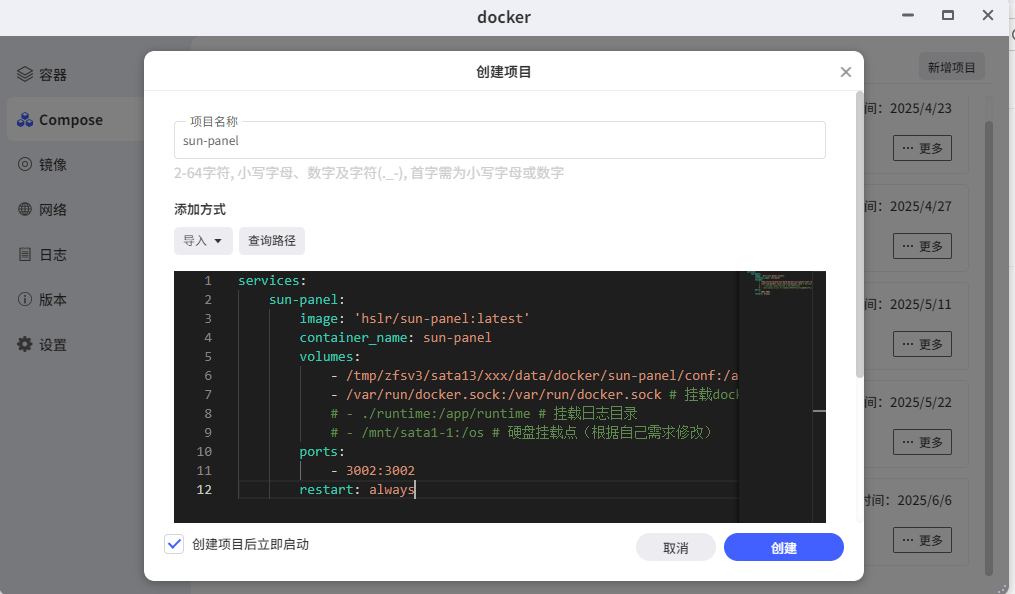 docker
容器
Compose
镜像
网络
日志
版本
设置
新增项目
间：2025/4/23
··· 更多
间：2025/4/27
··· 更多
间：2025/5/11
··· 更多
间：2025/5/22
··· 更多
时间：2025/6/6
··· 更多
创建项目
项目名称
sun-panel
2-64字符, 小写字母、数字及字符(._-), 首字需为小写字母或数字
添加方式
导入
查询路径
1 services:
2 sun-panel:
3 image: 'hslr/sun-panel:latest'
4 container_name: sun-panel
5 volumes:
6 - /tmp/zfsv3/sata13/xxx/data/docker/sun-panel/conf:/a
7 - /var/run/docker.sock:/var/run/docker.sock # 挂载dock
8 # - ./runtime:/app/runtime # 挂载日志目录
9 # - /mnt/sata1-1:/os # 硬盘挂载点（根据自己需求修改）
10 ports:
11 - 3002:3002
12 restart: always
创建项目后立即启动
取消
创建